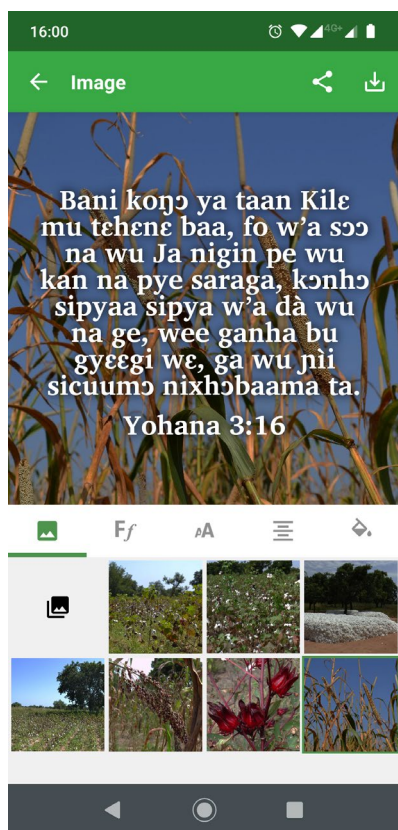 16:00
4G+
Image
Bani koŋɔ ya taan Kilɛ
mu tɛhɛnɛ baa, fo w’a sɔɔ
na wu Ja nigin pe wu
kan na pye saraga, kɔnhɔ
sipyaa sipya w’a dà wu
na ge, wee ganha bu
gyɛɛgi wɛ, ga wu ɲìi
sicuumɔ nixhɔbaama ta.
Yohana 3:16
Ff
AA